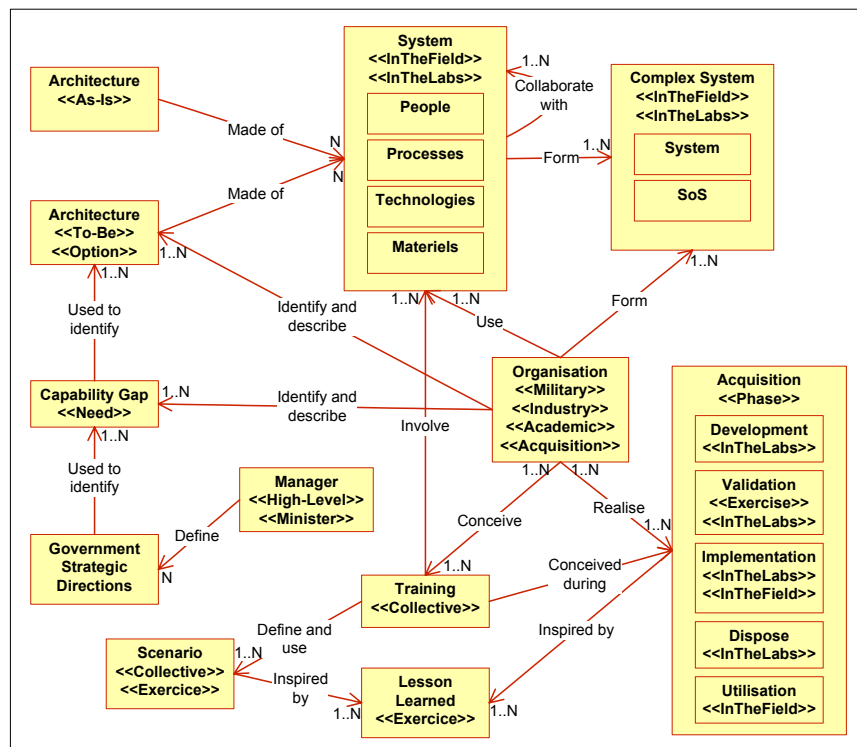 System
<<InTheField>>
<<InTheLabs>>
People
Processes
Technologies
Materiels
1..N
Collaborate
with
Complex System
<<InTheField>>
<<InTheLabs>>
System
SoS
Architecture
<<As-Is>>
Made of
N
N
Made of
Form
1..N
Architecture
<<To-Be>>
<<Option>>
1..N
1..N
1..N
1..N
1..N
Used to
identify
Identify and
describe
Use
Form
Capability Gap
<<Need>>
1..N
1..N
Identify and
describe
Organisation
<<Military>>
<<Industry>>
<<Academic>>
<<Acquisition>>
1..N
1..N
Involve
Acquisition
<<Phase>>
Development
<<InTheLabs>>
Validation
<<Exercise>>
<<InTheLabs>>
Implementation
<<InTheLabs>>
<<InTheField>>
Dispose
<<InTheLabs>>
Utilisation
<<InTheField>>
Used to
identify
Manager
<<High-Level>>
<<Minister>>
Define
N
Government
Strategic
Directions
Conceive
Realise
1..N
1..N
Conceived
during
Training
<<Collective>>
Define and
use
Inspired by
Scenario
<<Collective>>
<<Exercice>>
1..N
Inspired
by
1..N
Lesson
Learned
<<Exercice>>
1..N